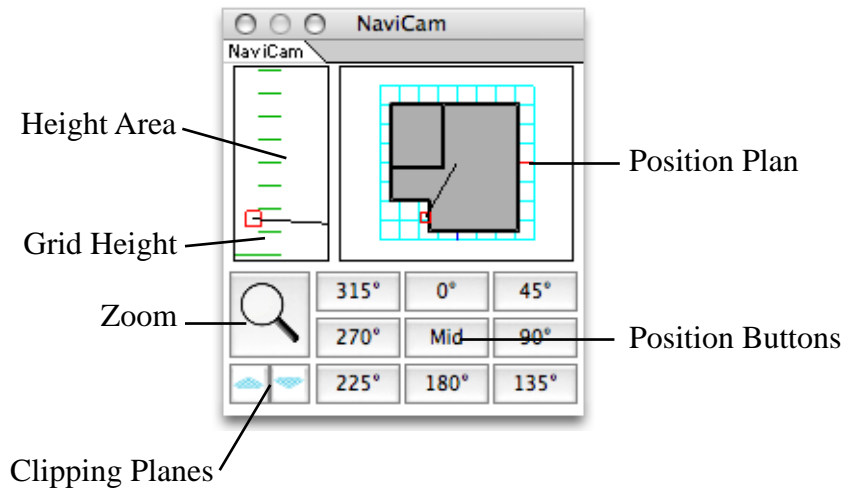 NaviCam
NaviCam
Height Area
Position Plan
Grid Height
Zoom
315° 0° 45°
270° Mid 90°
Position Buttons
225° 180° 135°
Clipping Planes